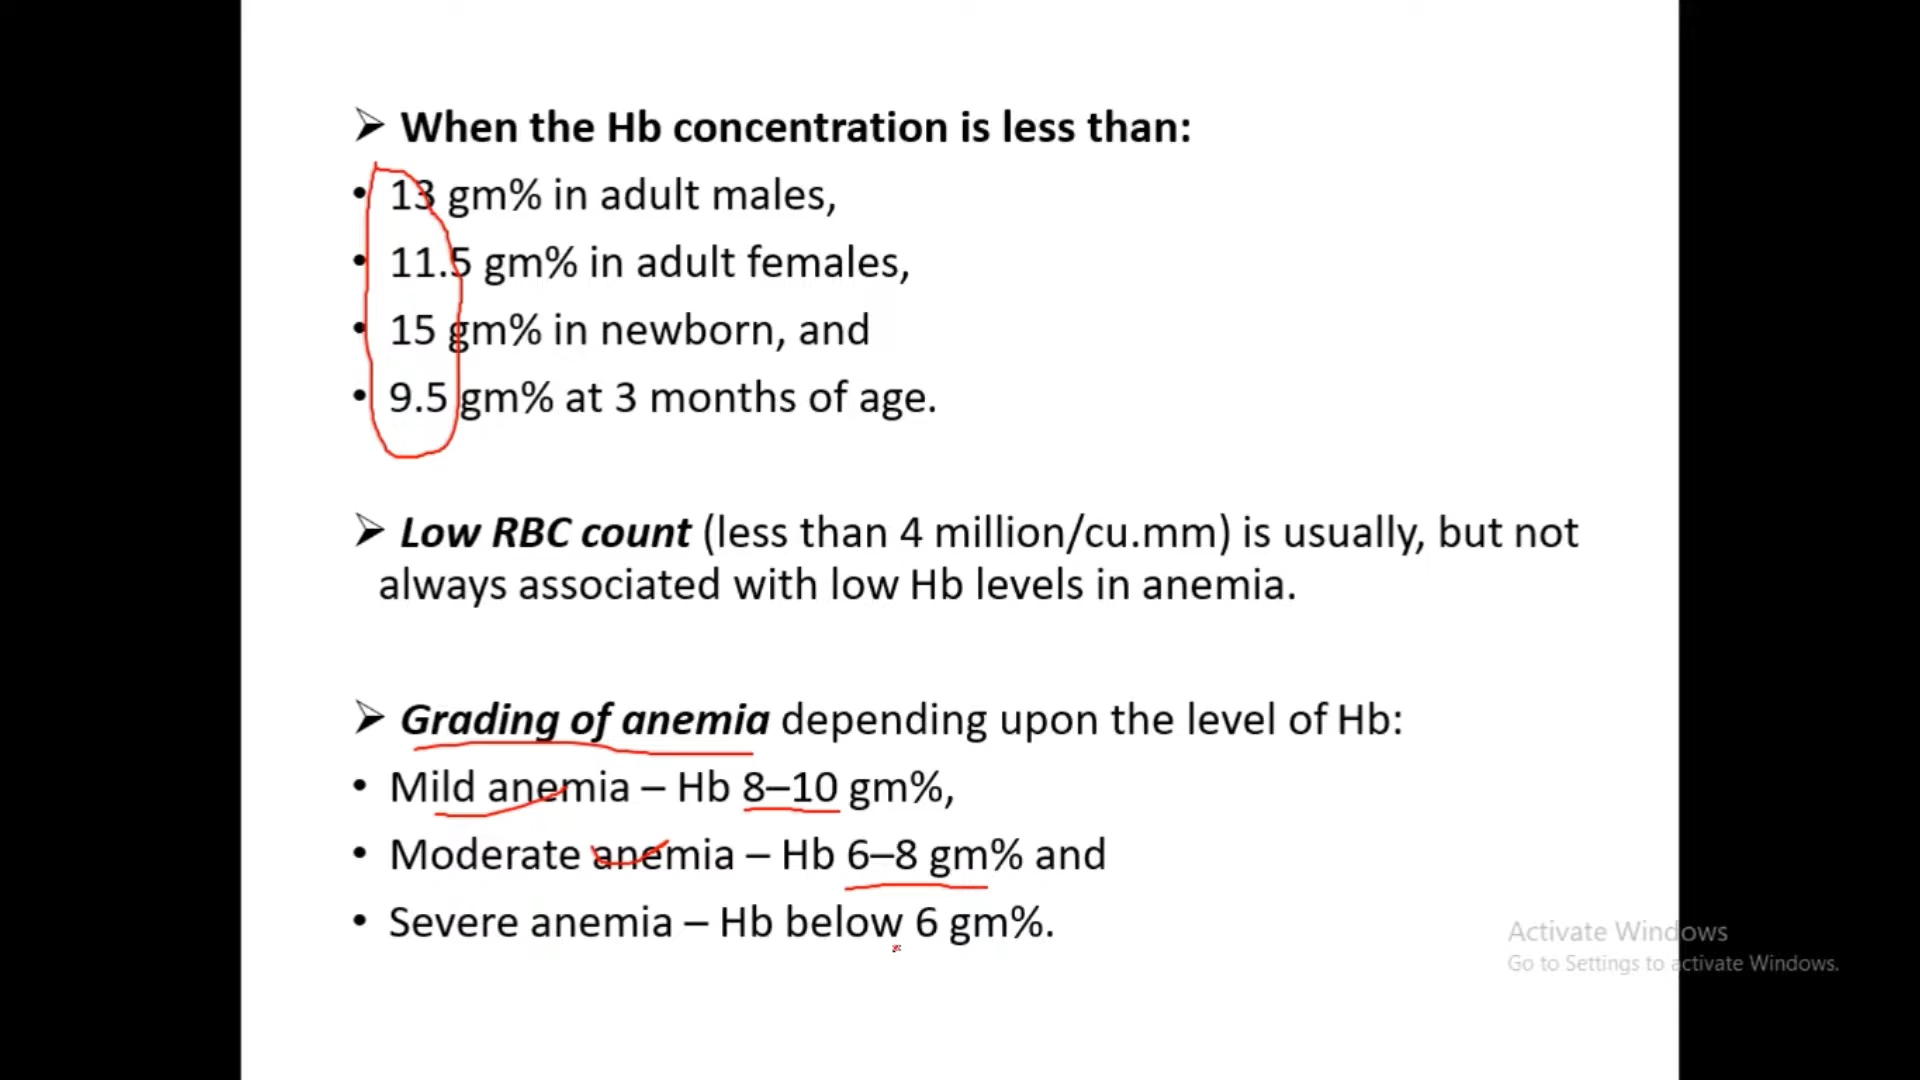 ➢ When the Hb concentration is less than:
• 13 gm% in adult males,
• 11.5 gm% in adult females,
• 15 gm% in newborn, and
• 9.5 gm% at 3 months of age.
➢ Low RBC count (less than 4 million/cu.mm) is usually, but not
always associated with low Hb levels in anemia.
➢ Grading of anemia depending upon the level of Hb:
• Mild anemia – Hb 8–10 gm%,
• Moderate anemia – Hb 6–8 gm% and
• Severe anemia – Hb below 6 gm%.
Activate Windows
Go to Settings to activate Windows.